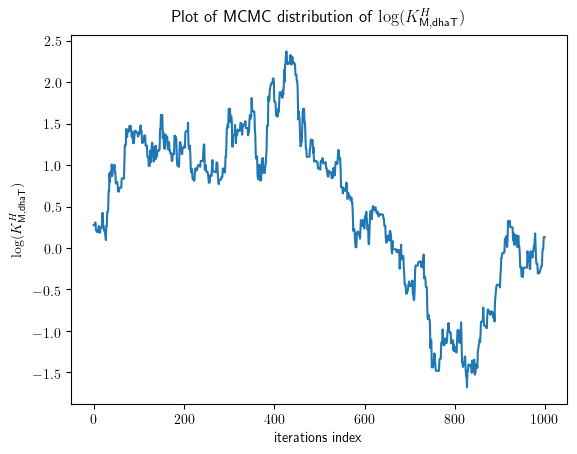 Plot of MCMC distribution of log(K^H_{M,dhaT})
log(K^H_{M,dhaT})
2.5
2.0
1.5
1.0
0.5
0.0
−0.5
−1.0
−1.5
0 200 400 600 800 1000
iterations index